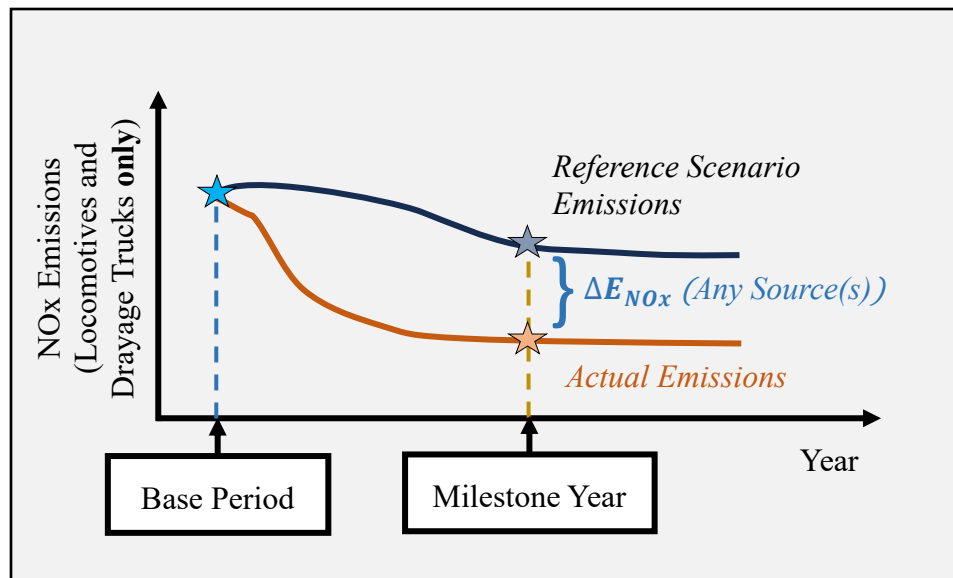 NOx Emissions
(Locomotives and
Drayage Trucks only)
Reference Scenario
Emissions
} ΔE_NOx (Any Source(s))
Actual Emissions
Year
Base Period
Milestone Year